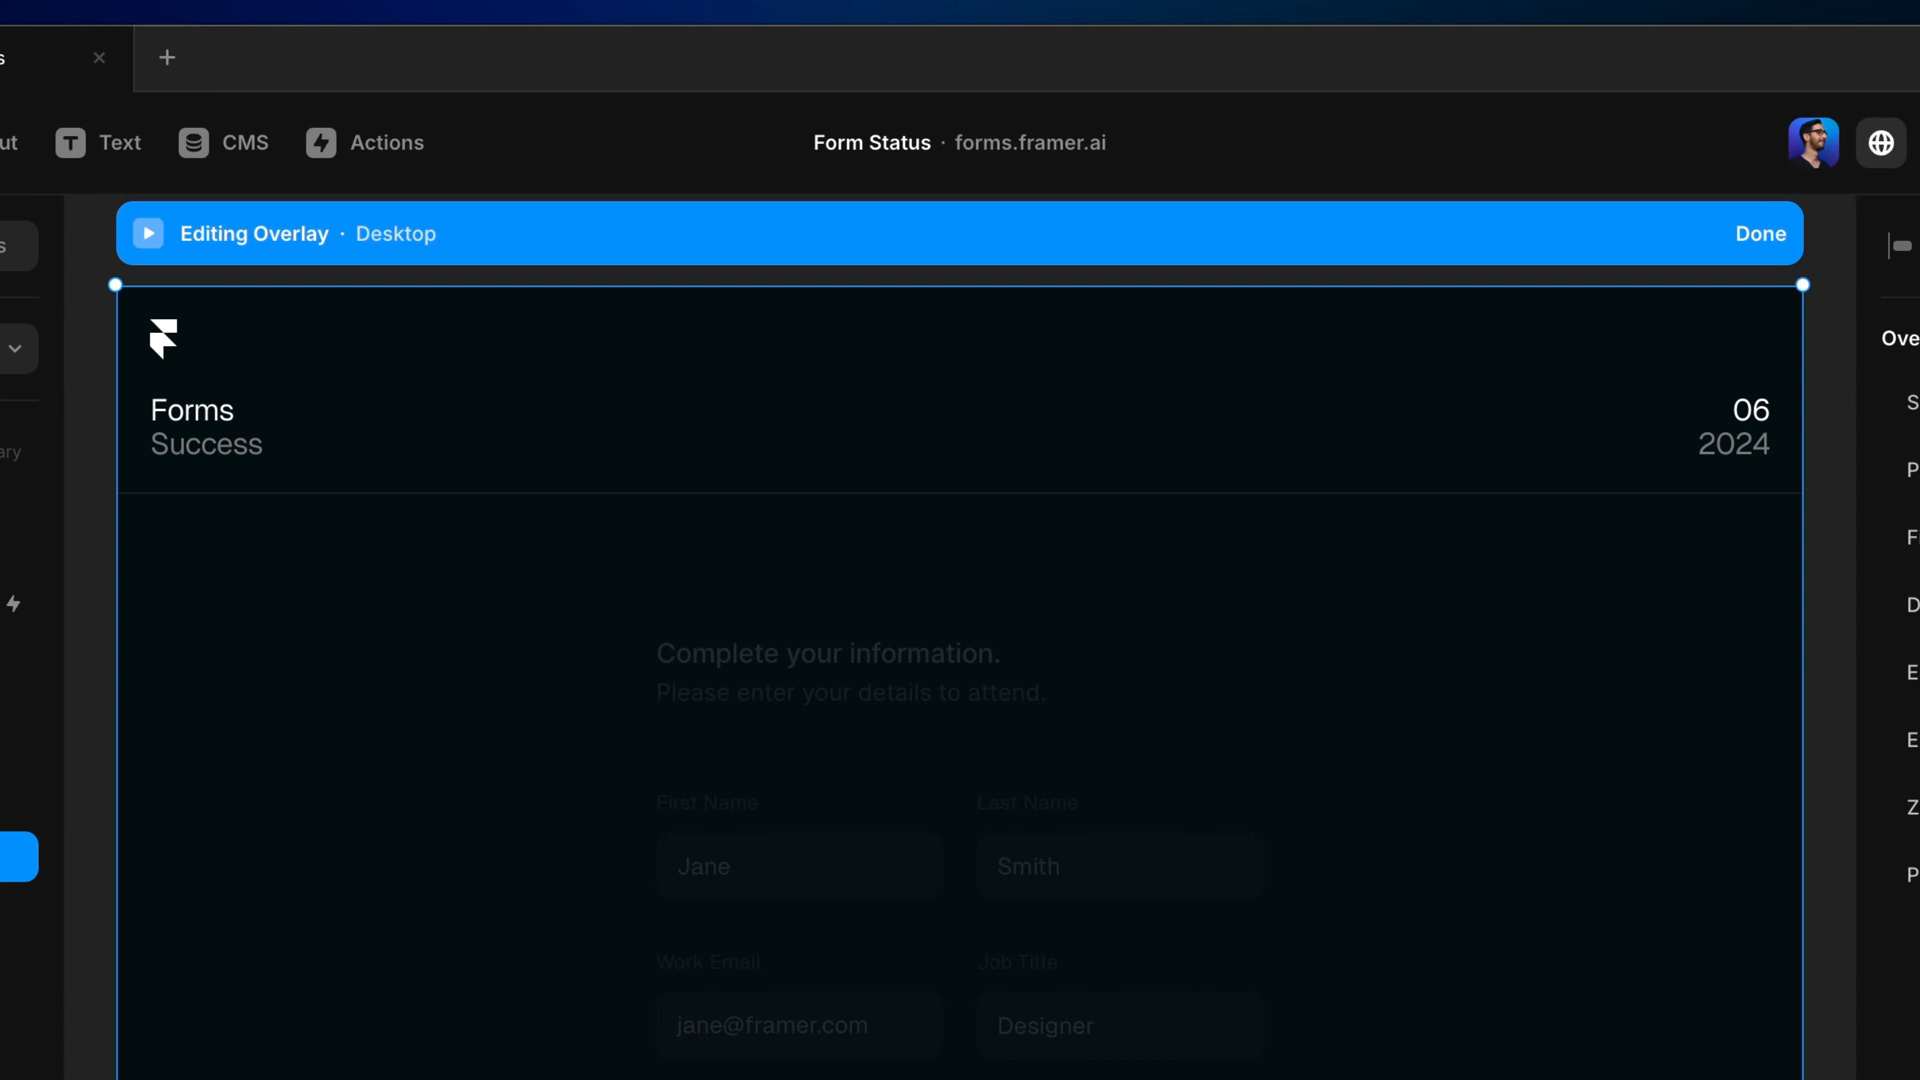 Text
CMS
Actions
Form Status · forms.framer.ai
Editing Overlay · Desktop
Done
Forms
06
Success
2024
Complete your information.
Please enter your details to attend.
First Name
Last Name
Jane
Smith
Work Email
Job Title
jane@framer.com
Designer